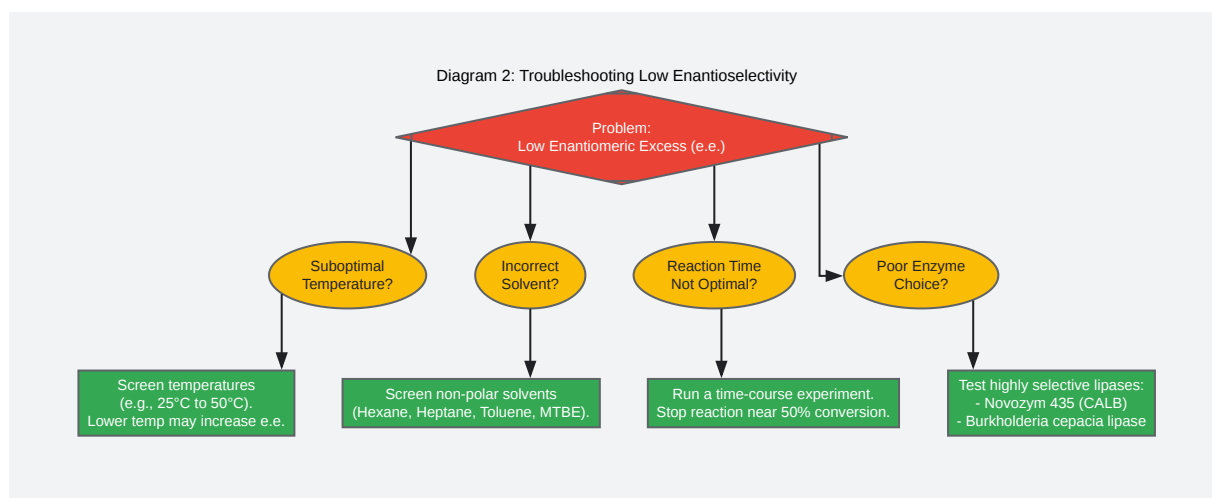 Diagram 2: Troubleshooting Low Enantioselectivity
Problem:
Low Enantiomeric Excess (e.e.)
Suboptimal
Temperature?
Incorrect
Solvent?
Reaction Time
Not Optimal?
Poor Enzyme
Choice?
Screen temperatures
(e.g., 25°C to 50°C).
Lower temp may increase e.e.
Screen non-polar solvents
(Hexane, Heptane, Toluene, MTBE).
Run a time-course experiment.
Stop reaction near 50% conversion.
Test highly selective lipases:
- Novozym 435 (CALB)
- Burkholderia cepacia lipase